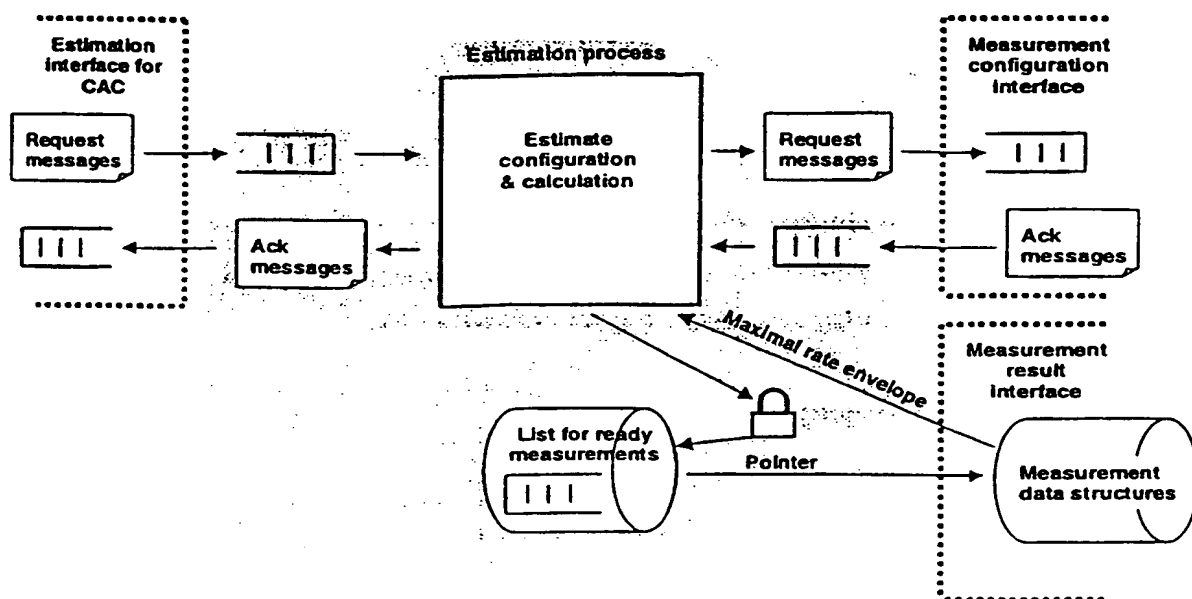 Estimation
interface for
CAC
Request
messages
Ack
messages
Estimation process
Estimate
configuration
& calculation
Request
messages
Measurement
configuration
interface
Ack
messages
Maximal rate envelope
Measurement
result
interface
List for ready
measurements
Pointer
Measurement
data structures